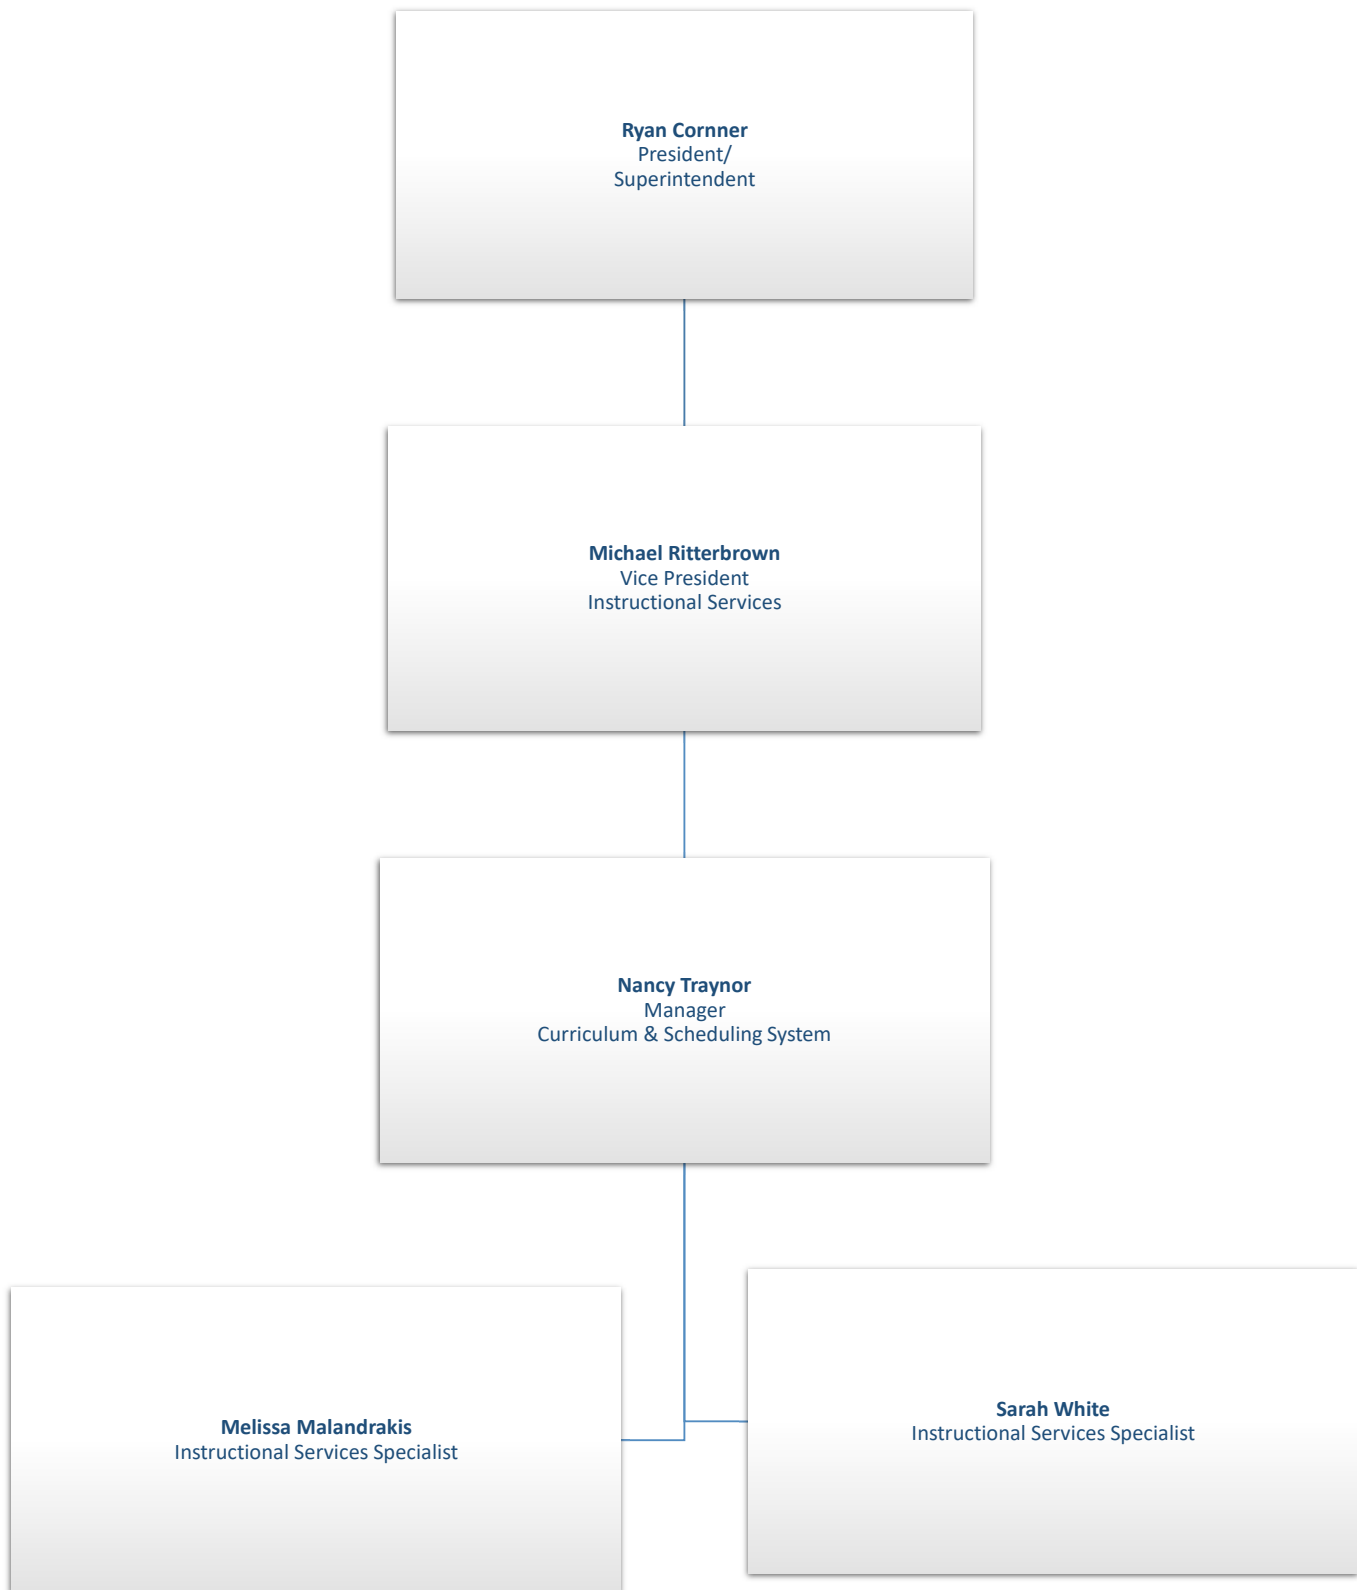 Ryan Cornner
President/
Superintendent
Michael Ritterbrown
Vice President
Instructional Services
Nancy Traynor
Manager
Curriculum & Scheduling System
Melissa Malandrakis
Instructional Services Specialist
Sarah White
Instructional Services Specialist